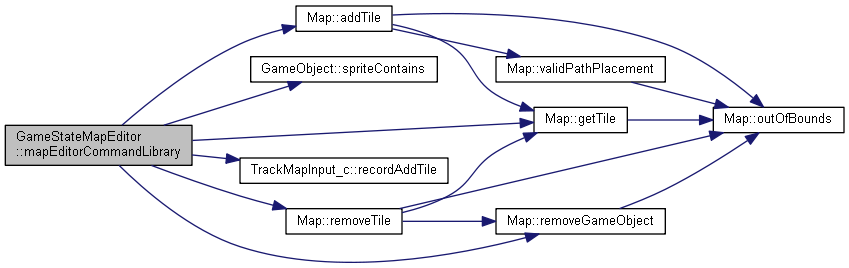 Map::addTile
GameObject::spriteContains
Map::validPathPlacement
Map::getTile
Map::outOfBounds
GameStateMapEditor
::mapEditorCommandLibrary
TrackMapInput_c::recordAddTile
Map::removeTile
Map::removeGameObject